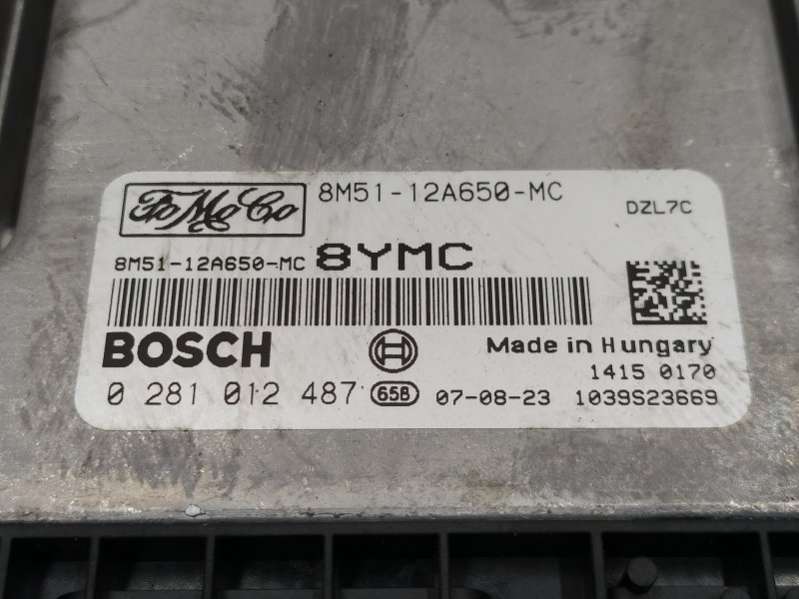 FoMoCo 8M51-12A650-MC
DZL7C
8M51-12A650-MC 8YMC
BOSCH
Made in Hungary
1415 0170
0 281 012 487 65B 07-08-23 1039S23669